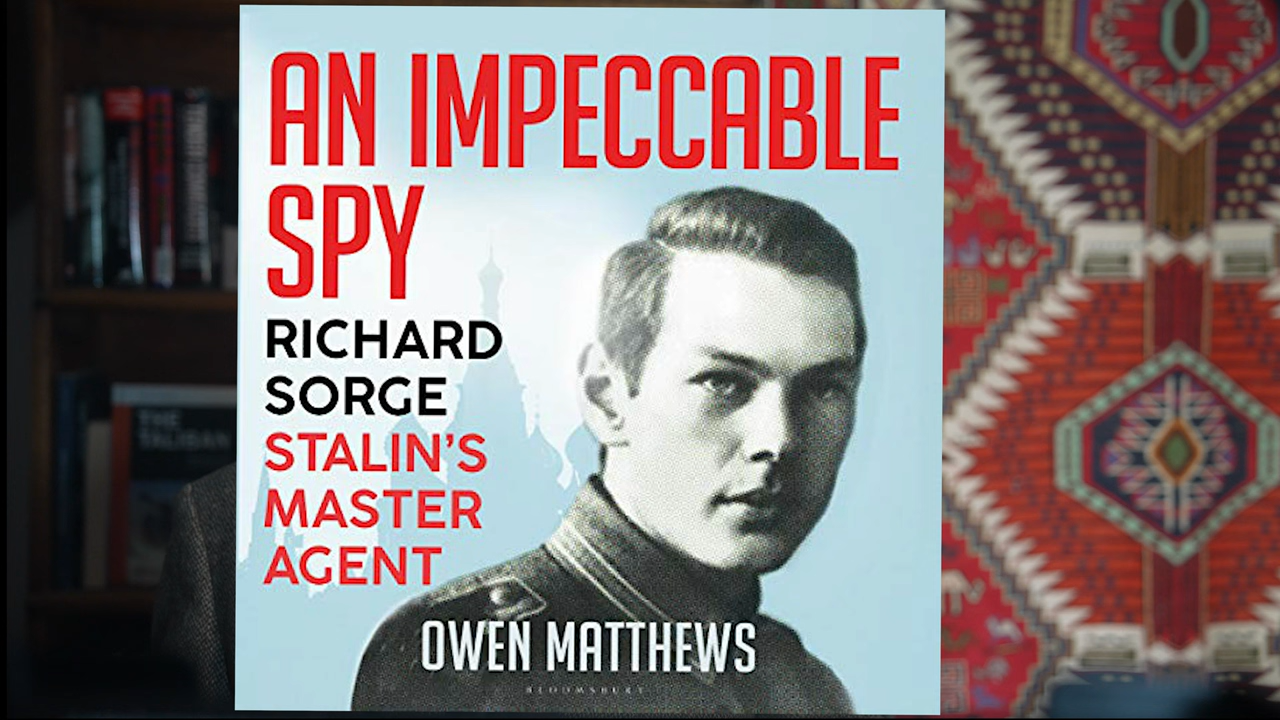 AN IMPECCABLE
SPY
RICHARD
SORGE
STALIN'S
MASTER
AGENT
OWEN MATTHEWS
BLOOMSBURY
THE
TALIBAN